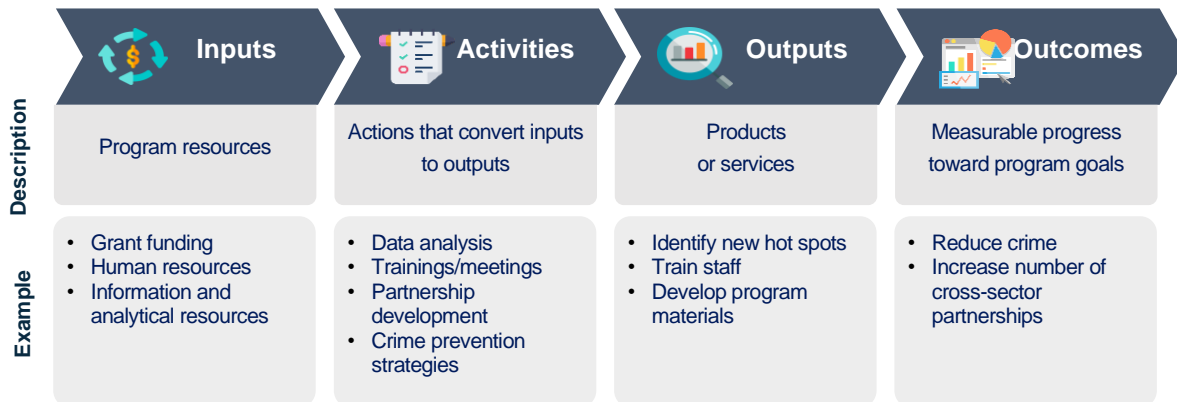 Inputs
Activities
Outputs
Outcomes
Description
Program resources
Actions that convert inputs
to outputs
Products
or services
Measurable progress
toward program goals
Example
• Grant funding
• Human resources
• Information and
analytical resources
• Data analysis
• Trainings/meetings
• Partnership
development
• Crime prevention
strategies
• Identify new hot spots
• Train staff
• Develop program
materials
• Reduce crime
• Increase number of
cross-sector
partnerships